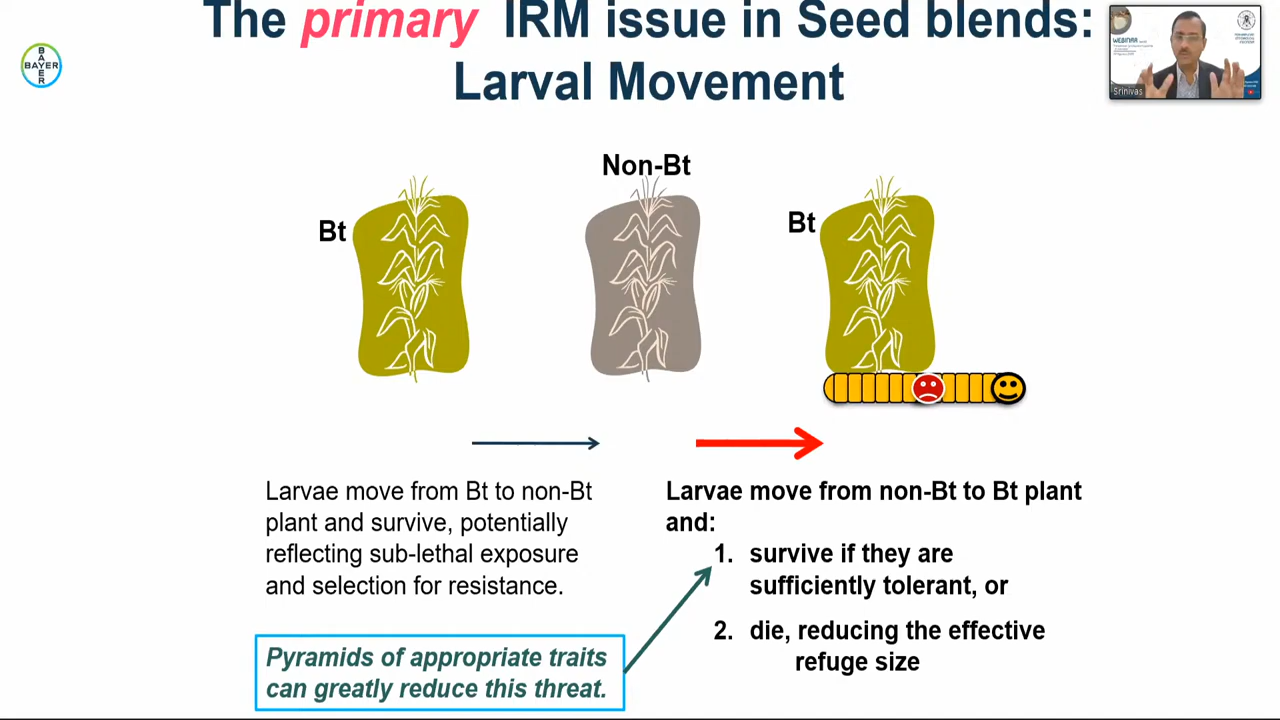 The primary IRM issue in Seed blends:
Larval Movement
BAYER
BAYER
WEBINAR
Srinivas
Non-Bt
Bt
Bt
Larvae move from Bt to non-Bt
plant and survive, potentially
reflecting sub-lethal exposure
and selection for resistance.
Pyramids of appropriate traits
can greatly reduce this threat.
Larvae move from non-Bt to Bt plant
and:
1. survive if they are
sufficiently tolerant, or
2. die, reducing the effective
refuge size